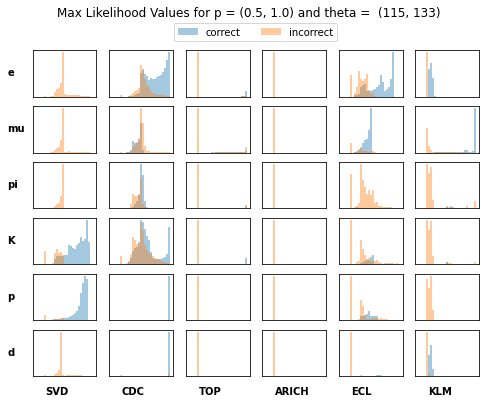 Max Likelihood Values for p = (0.5, 1.0) and theta =  (115, 133)
correct incorrect
e
mu
pi
K
p
d
SVD CDC TOP ARICH ECL KLM